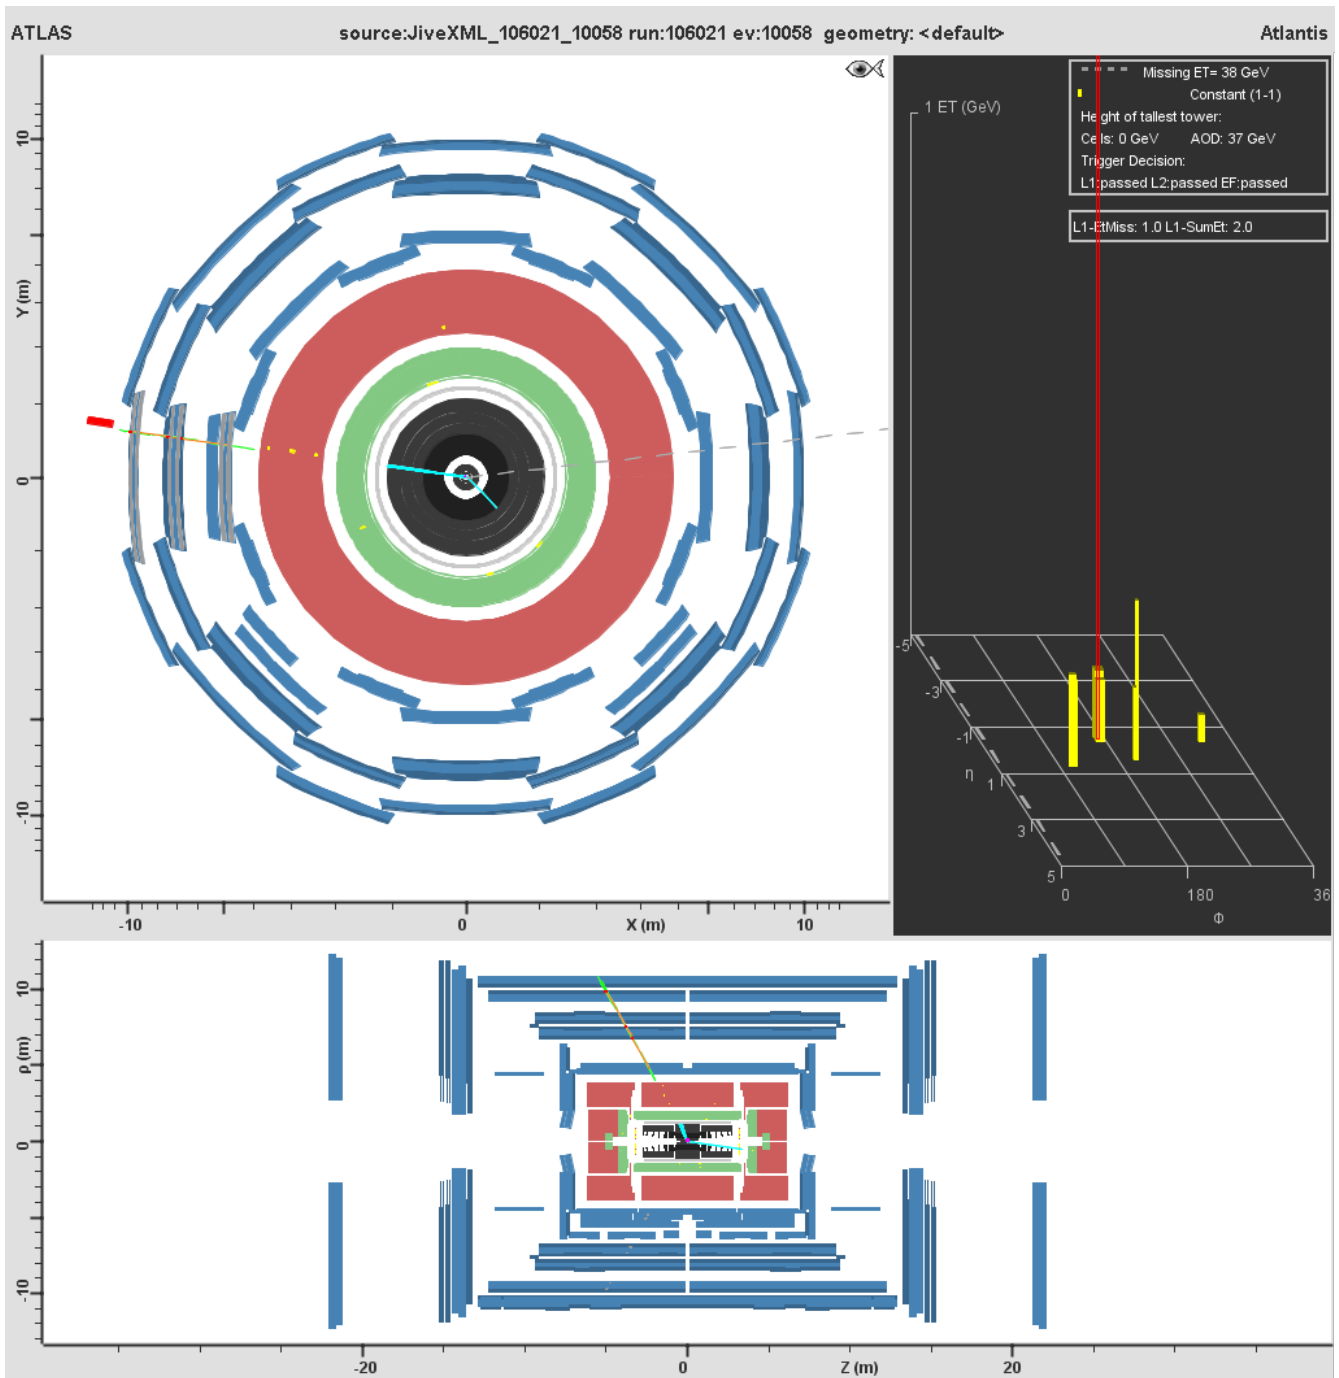 ATLAS source:JiveXML_106021_10058 run:106021 ev:10058 geometry: <default> Atlantis
Missing ET= 38 GeV
Constant (1-1)
Height of tallest tower:
Cells: 0 GeV AOD: 37 GeV
Trigger Decision:
L1:passed L2:passed EF:passed
L1-EtMiss: 1.0 L1-SumEt: 2.0
1 ET (GeV)
-5
-3
-1
η
1
3
5
0 180 36
Φ
10
Y (m)
0
-10
-10 0 X (m) 10
10
ρ (m)
0
-10
-20 0 Z (m) 20